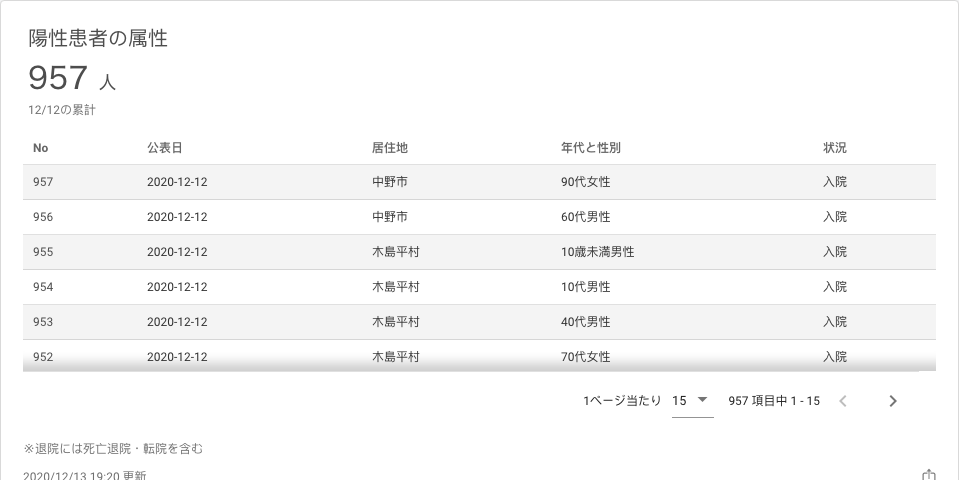 陽性患者の属性
957 人
12/12の累計
No 公表日 居住地 年代と性別 状況
957 2020-12-12 中野市 90代女性 入院
956 2020-12-12 中野市 60代男性 入院
955 2020-12-12 木島平村 10歳未満男性 入院
954 2020-12-12 木島平村 10代男性 入院
953 2020-12-12 木島平村 40代男性 入院
952 2020-12-12 木島平村 70代女性 入院
1ページ当たり 15 957 項目中 1 - 15
※退院には死亡退院・転院を含む
2020/12/13 19:20 更新